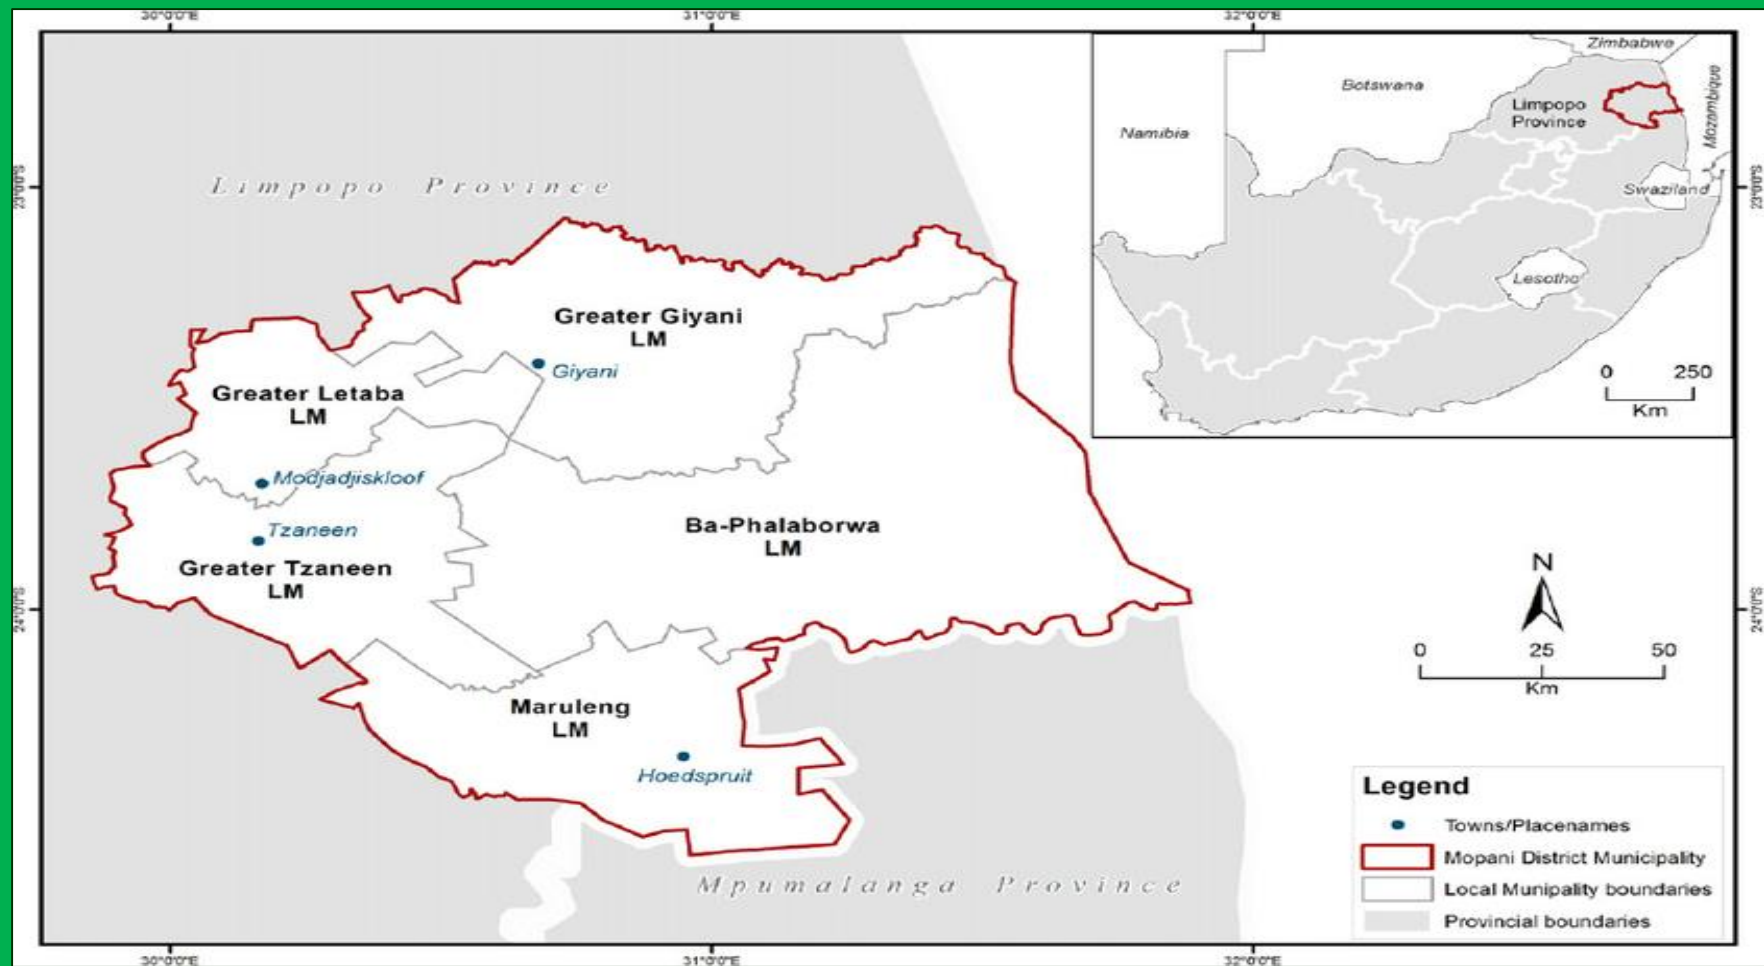 30°0'0"E
31°0'0"E
32°0'0"E
Zimbabwe
Botswana
Mozambique
Limpopo
Province
Namibia
23°0'0"S
Limpopo Province
Swaziland
23°0'0"S
Lesotho
Greater Giyani
LM
Giyani
0 250
Km
Greater Letaba
LM
Modjadjiskloof
Tzaneen
Ba-Phalaborwa
LM
Greater Tzaneen
LM
N
24°0'0"S
24°0'0"S
0 25 50
Km
Maruleng
LM
Hoedspruit
Legend
Towns/Placenames
Mopani District Municipality
Local Munipality boundaries
Provincial boundaries
Mpumalanga Province
30°0'0"E
31°0'0"E
32°0'0"E